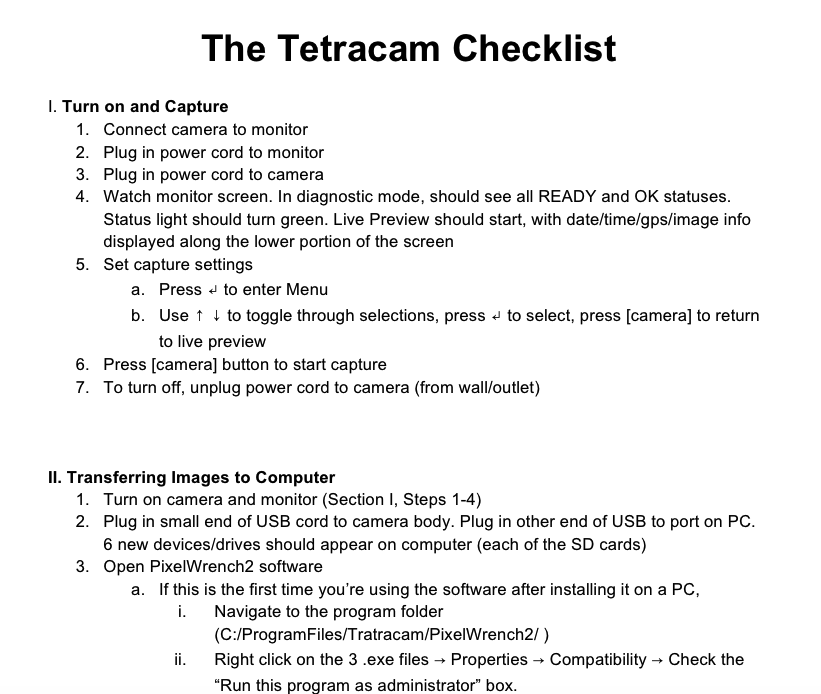 The Tetracam Checklist
I. Turn on and Capture
1. Connect camera to monitor
2. Plug in power cord to monitor
3. Plug in power cord to camera
4. Watch monitor screen. In diagnostic mode, should see all READY and OK statuses.
Status light should turn green. Live Preview should start, with date/time/gps/image info
displayed along the lower portion of the screen
5. Set capture settings
a. Press ↲ to enter Menu
b. Use ↑ ↓ to toggle through selections, press ↲ to select, press [camera] to return
to live preview
6. Press [camera] button to start capture
7. To turn off, unplug power cord to camera (from wall/outlet)
II. Transferring Images to Computer
1. Turn on camera and monitor (Section I, Steps 1-4)
2. Plug in small end of USB cord to camera body. Plug in other end of USB to port on PC.
6 new devices/drives should appear on computer (each of the SD cards)
3. Open PixelWrench2 software
a. If this is the first time you’re using the software after installing it on a PC,
i. Navigate to the program folder
(C:/ProgramFiles/Tratracam/PixelWrench2/ )
ii. Right click on the 3 .exe files → Properties → Compatibility → Check the
“Run this program as administrator” box.